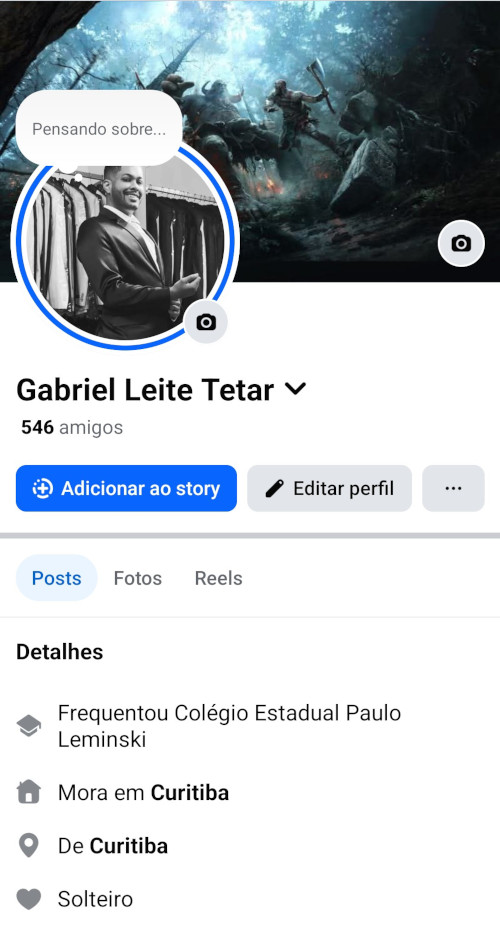 Pensando sobre...
Gabriel Leite Tetar
546 amigos
Adicionar ao story
Editar perfil
Posts
Fotos
Reels
Detalhes
Frequentou Colégio Estadual Paulo
Leminski
Mora em Curitiba
De Curitiba
Solteiro